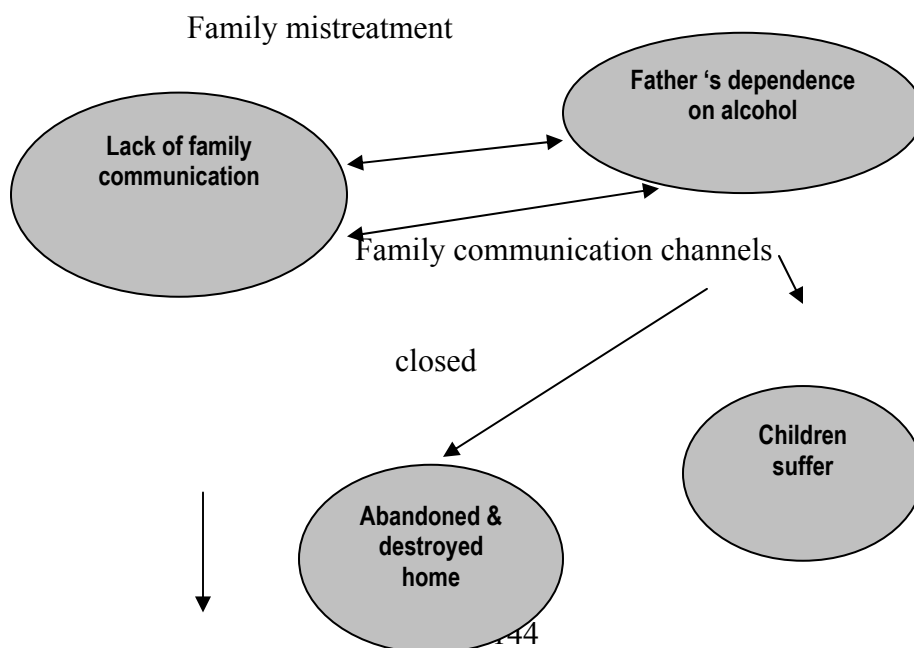 Family mistreatment
Father ‘s dependence
on alcohol
Lack of family
communication
Family communication channels
closed
Children
suffer
Abandoned &
destroyed
home